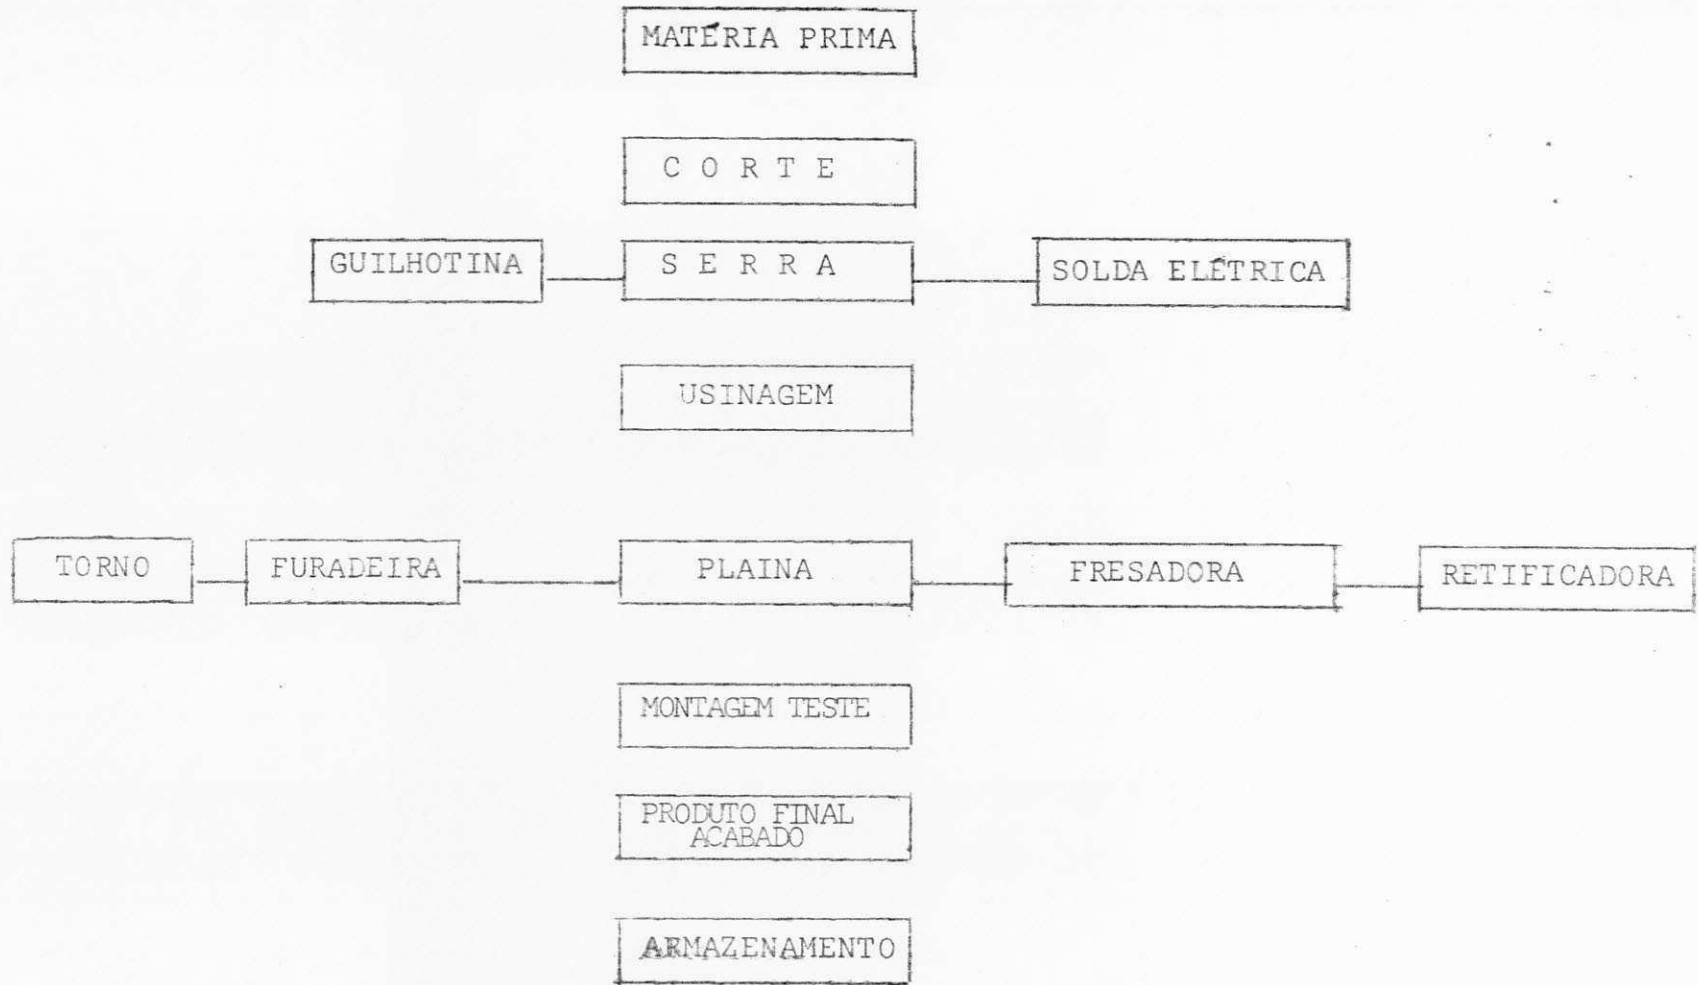 MATÉRIA PRIMA
C O R T E
GUILHOTINA
S E R R A
SOLDA ELÉTRICA
USINAGEM
TORNO
FURADEIRA
PLAINA
FRESADORA
RETIFICADORA
MONTAGEM TESTE
PRODUTO FINAL
ACABADO
ARMAZENAMENTO